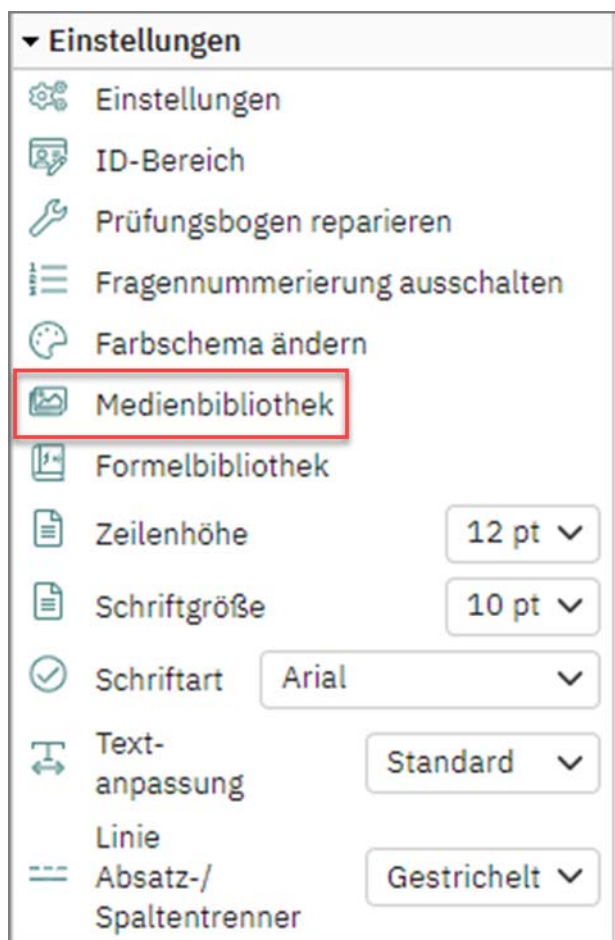 Einstellungen
Einstellungen
ID-Bereich
Prüfungsbogen reparieren
Fragennummerierung ausschalten
Farbschema ändern
Medienbibliothek
Formelbibliothek
Zeilenhöhe 12 pt
Schriftgröße 10 pt
Schriftart Arial
Text-
anpassung Standard
Linie
Absatz-/ Gestrichelt
Spaltentrenner